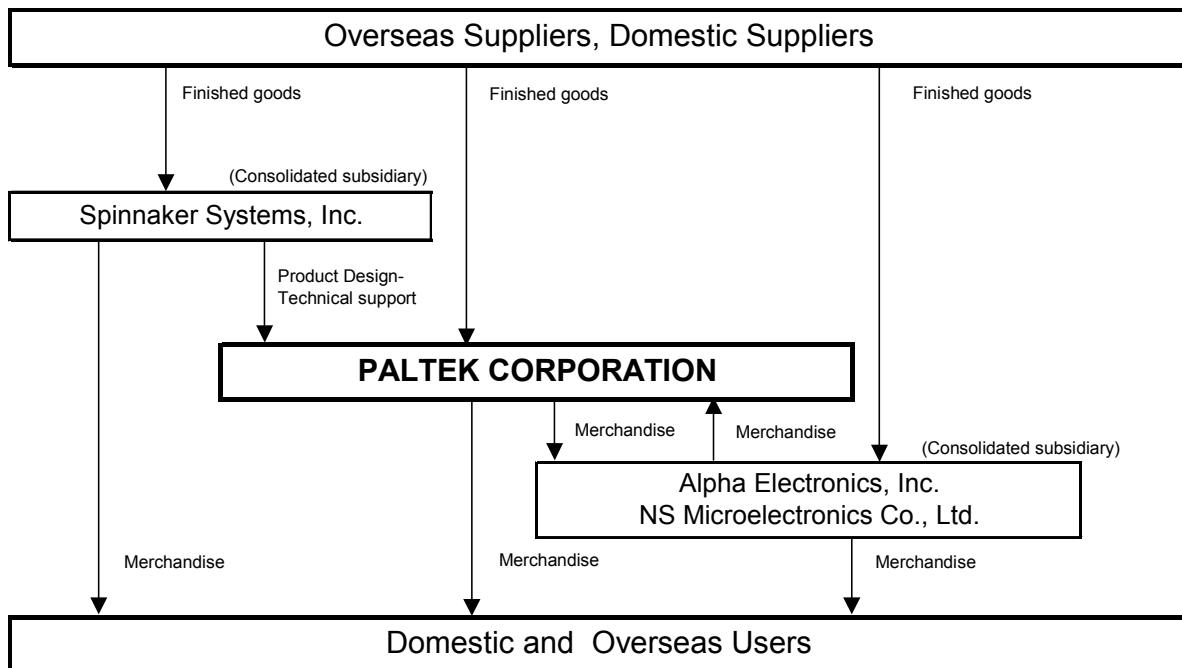 Overseas Suppliers, Domestic Suppliers
Finished goods
Finished goods
Finished goods
(Consolidated subsidiary)
Spinnaker Systems, Inc.
Product Design-
Technical support
PALTEK CORPORATION
Merchandise
Merchandise
(Consolidated subsidiary)
Alpha Electronics, Inc.
NS Microelectronics Co., Ltd.
Merchandise
Merchandise
Merchandise
Domestic and Overseas Users